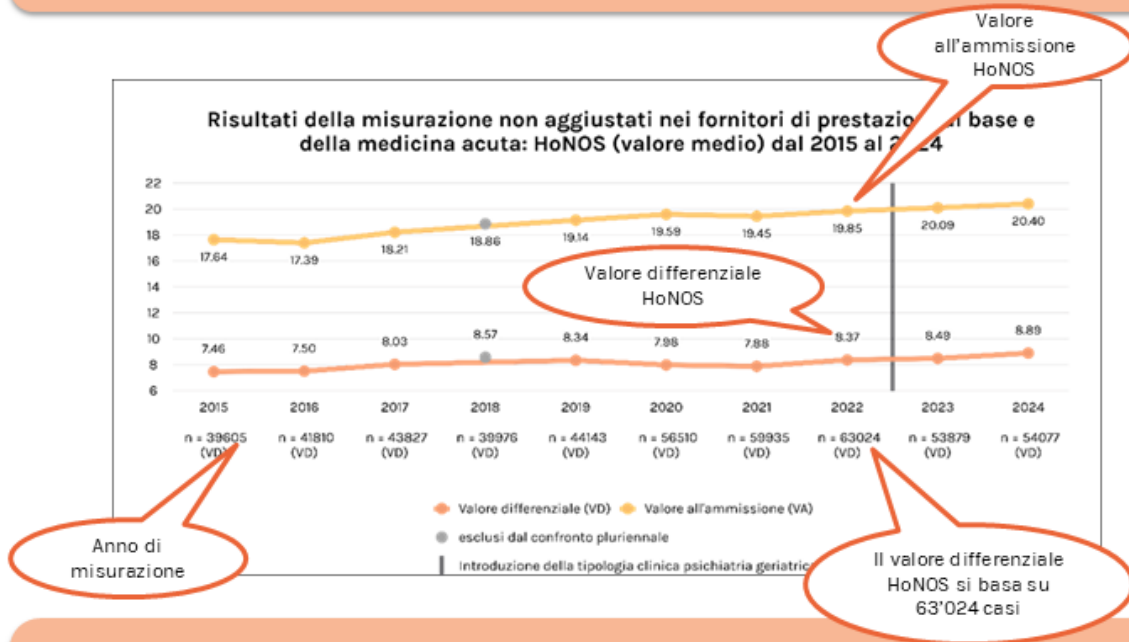 Valore
all'ammissione
HoNOS
Risultati della misurazione non aggiustati nei fornitori di prestazio base e
della medicina acuta: HoNOS (valore medio) dal 2015 al 2024
22
20
18
16
14
12
10
8
6
17.64 17.39 18.21 18.86 19.14 19.59 19.45 19.85 20.09 20.40
Valore differenziale
HoNOS
7.46 7.50 8.03 8.57 8.34 7.98 7.88 8.37 8.49 8.89
2015 2016 2017 2018 2019 2020 2021 2022 2023 2024
n = 39605 n = 41810 n = 43827 n = 39976 n = 44143 n = 56510 n = 59935 n = 63024 n = 53879 n = 54077
(VD) (VD) (VD) (VD) (VD) (VD) (VD) (VD) (VD) (VD)
Valore differenziale (VD) Valore all'ammissione (VA)
esclusi dal confronto pluriennale
Introduzione della tipologia clinica psichiatria geriatrica
Anno di
misurazione
Il valore differenziale
HoNOS si basa su
63'024 casi